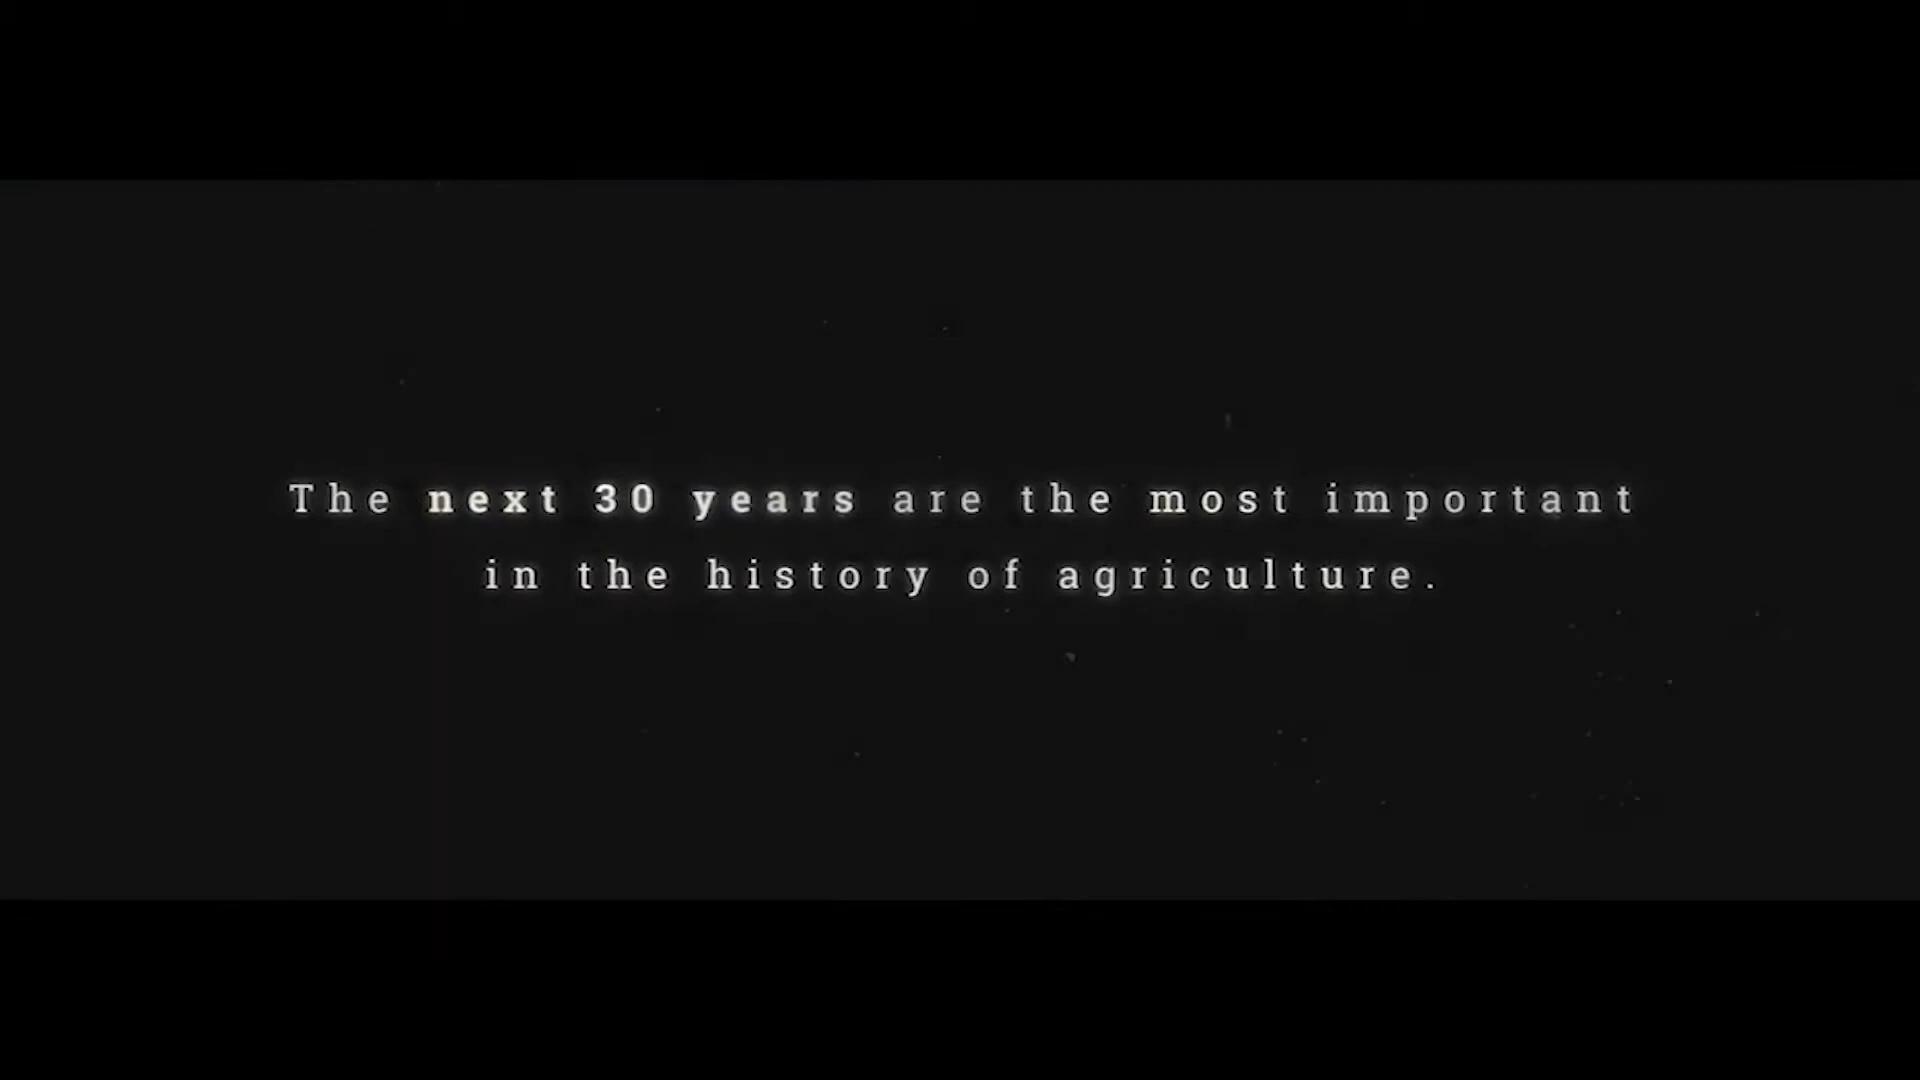 The next 30 years are the most important
in the history of agriculture.